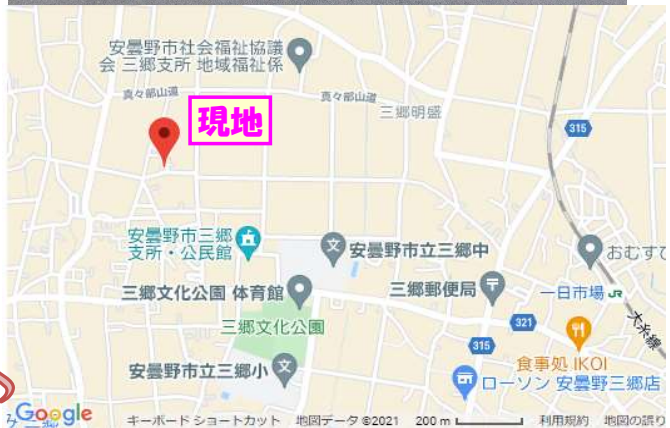 安曇野市社会福祉協議
会 三郷支所 地域福祉係
真々部山道
真々部山道
三郷明盛
現地
315
安曇野市三郷
支所・公民館
安曇野市立三郷中
おむすび
三郷文化公園 体育館
三郷郵便局
一日市場 JR
三郷文化公園
321
大糸線
315
食事処 IKOI
安曇野市立三郷小
ローソン 安曇野三郷店
Google
キーボード ショートカット 地図データ ©2021 200 m 利用規約 地図の誤り